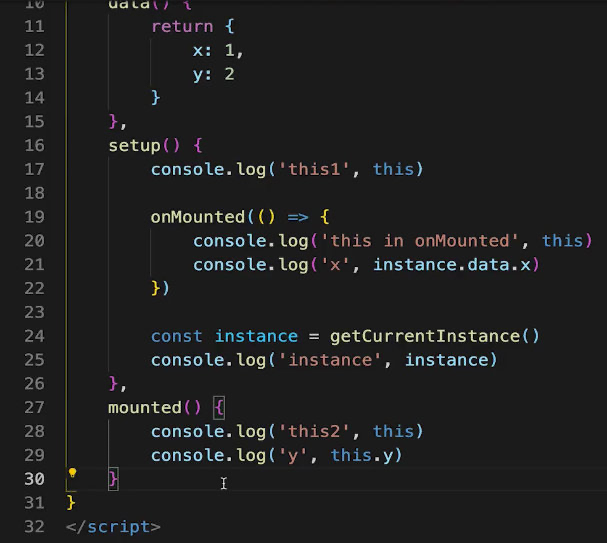 10 data() {
11 return {
12 x: 1,
13 y: 2
14 }
15 },
16 setup() {
17 console.log('this1', this)
18
19 onMounted(() => {
20 console.log('this in onMounted', this)
21 console.log('x', instance.data.x)
22 })
23
24 const instance = getCurrentInstance()
25 console.log('instance', instance)
26 },
27 mounted() {
28 console.log('this2', this)
29 console.log('y', this.y)
30 }
31 }
32 </script>